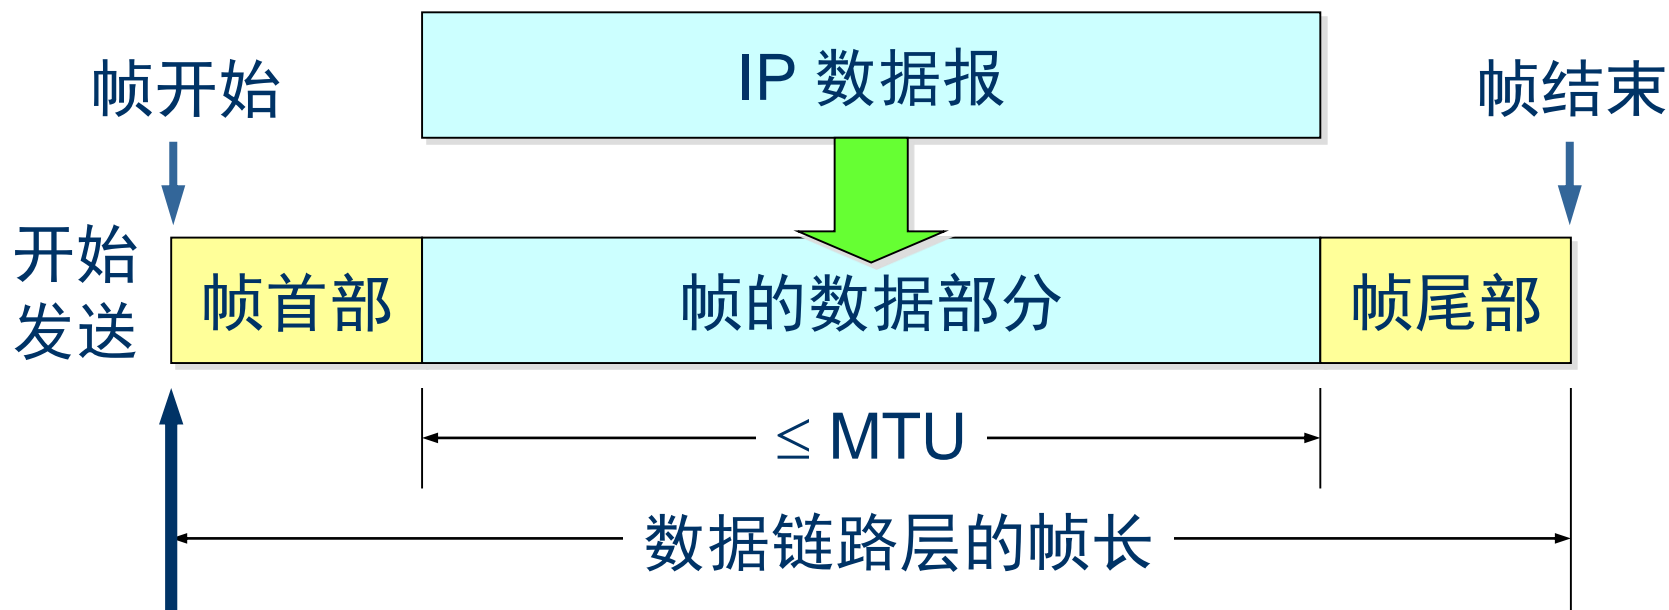 IP 数据报
帧开始
帧结束
开始
发送
帧首部
帧的数据部分
帧尾部
≤ MTU
数据链路层的帧长